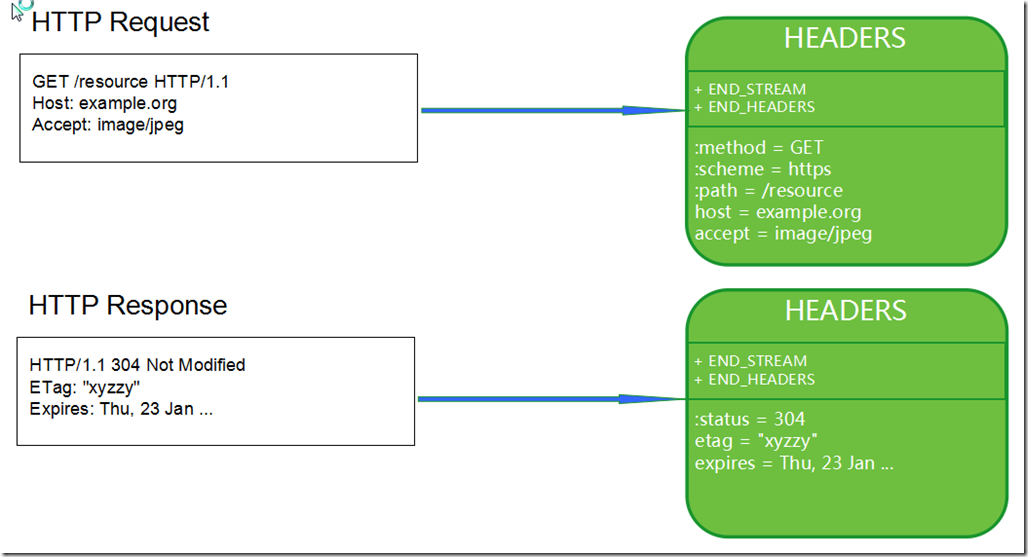 HTTP Request
GET /resource HTTP/1.1
Host: example.org
Accept: image/jpeg
HEADERS
+ END_STREAM
+ END_HEADERS
:method = GET
:scheme = https
:path = /resource
host = example.org
accept = image/jpeg
HTTP Response
HTTP/1.1 304 Not Modified
ETag: "xyzzy"
Expires: Thu, 23 Jan ...
HEADERS
+ END_STREAM
+ END_HEADERS
:status = 304
etag = "xyzzy"
expires = Thu, 23 Jan ...